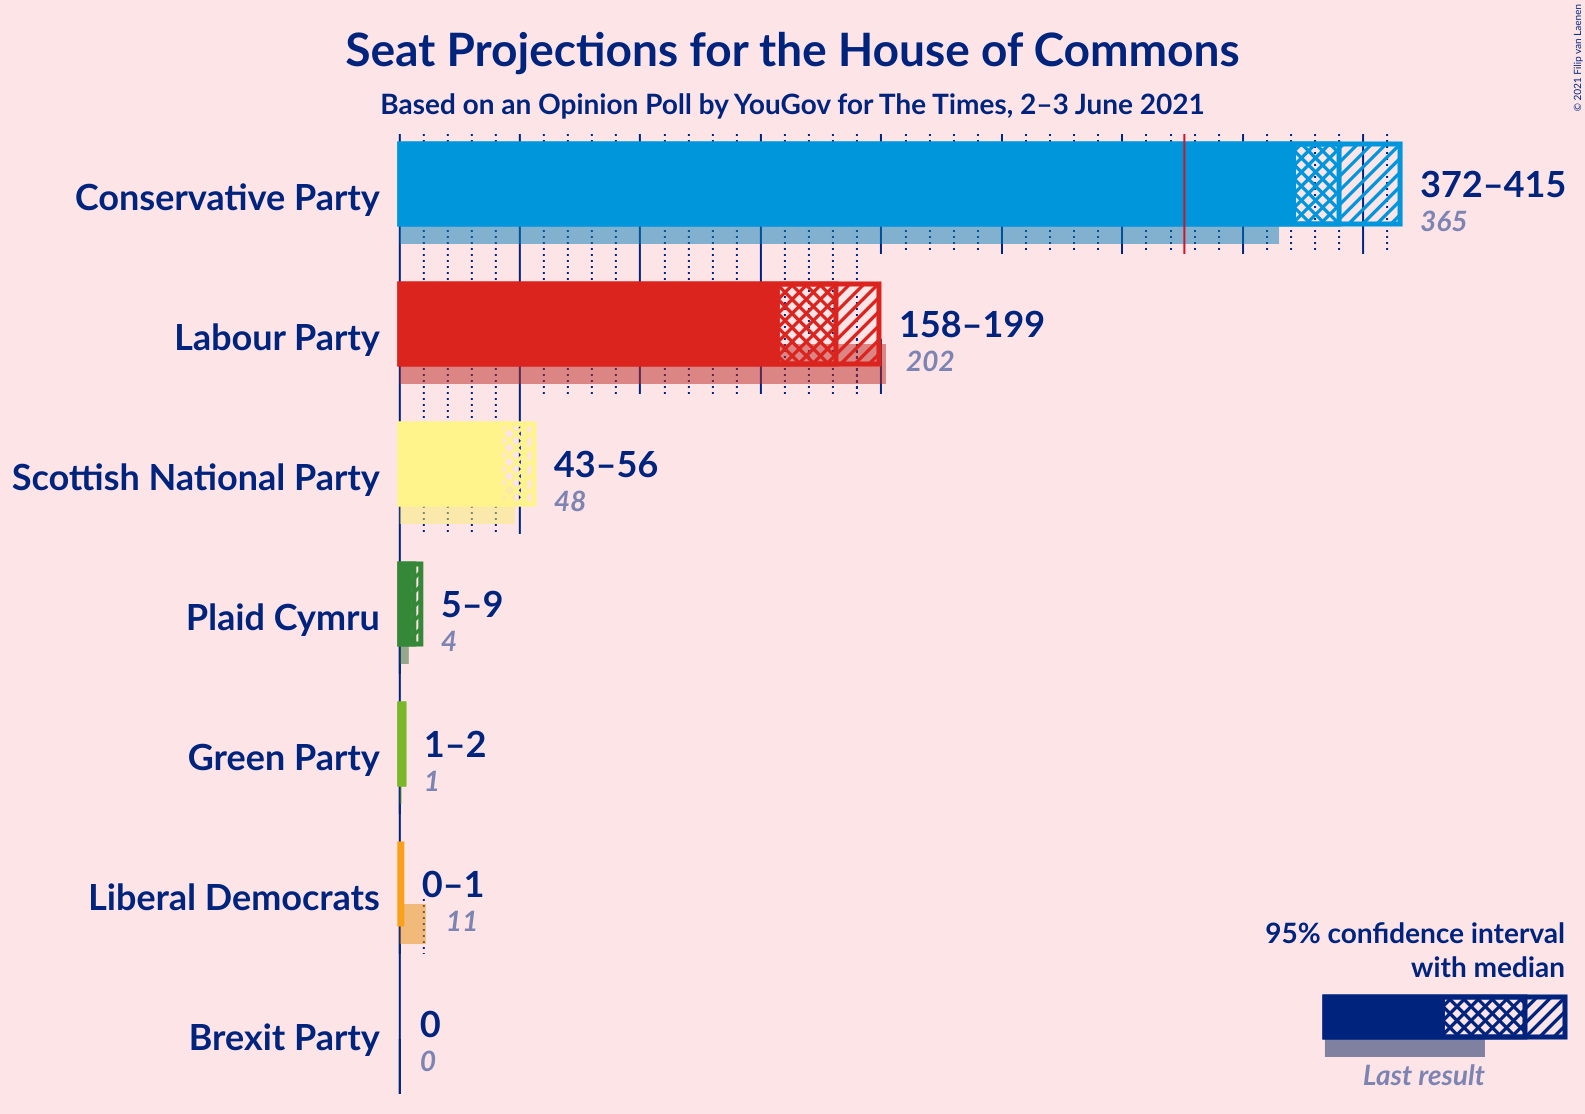 Seat Projections for the House of Commons
Based on an Opinion Poll by YouGov for The Times, 2–3 June 2021
© 2021 Filip van Laenen
Conservative Party
372–415
365
Labour Party
158–199
202
Scottish National Party
43–56
48
Plaid Cymru
5–9
4
Green Party
1–2
1
Liberal Democrats
0–1
11
Brexit Party
0
0
95% confidence interval
with median
Last result